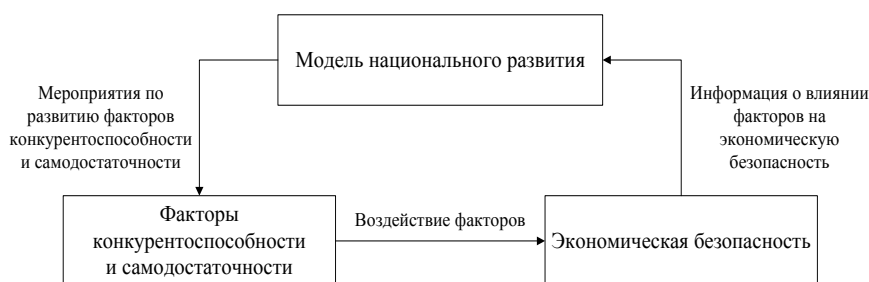 Модель национального развития
Мероприятия по
развитию факторов
конкурентоспособности
и самодостаточности
Информация о влиянии
факторов на
экономическую
безопасность
Факторы
конкурентоспособности
и самодостаточности
Воздействие факторов
Экономическая безопасность